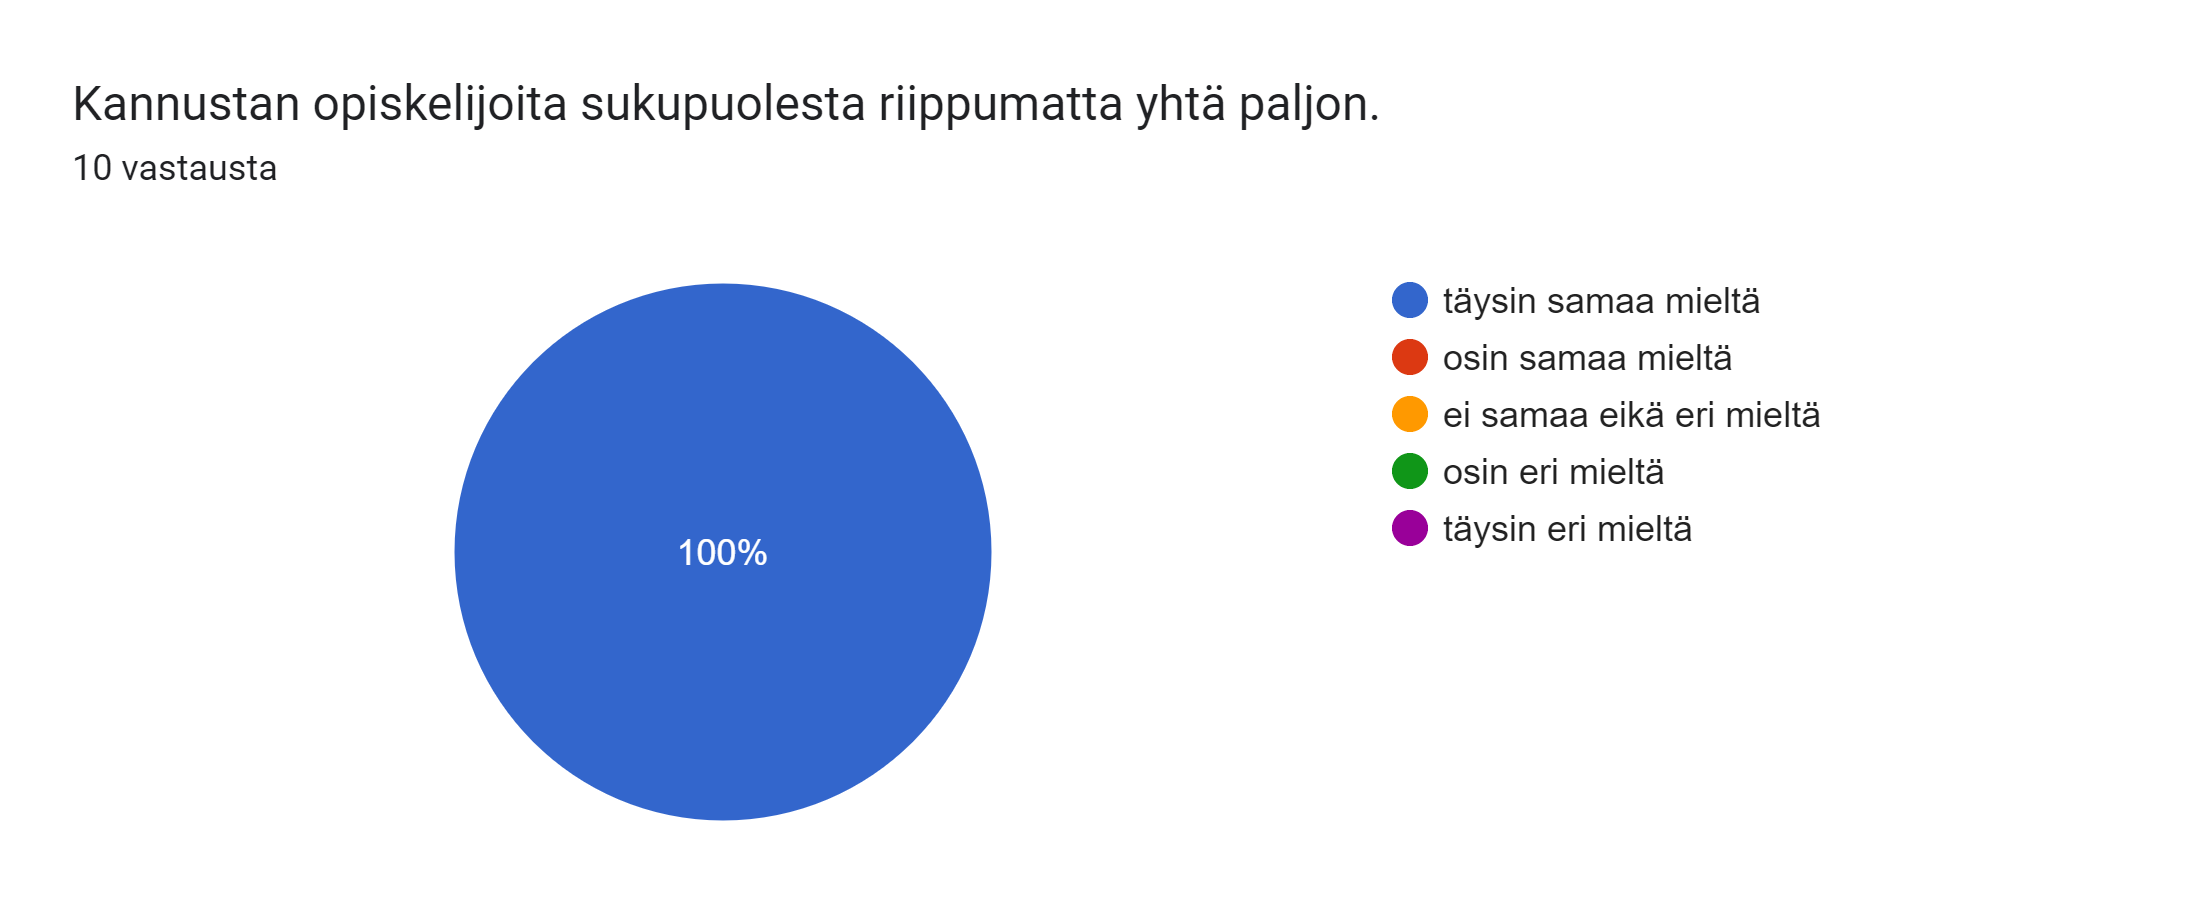 Kannustan opiskelijoita sukupuolesta riippumatta yhtä paljon.
10 vastausta
100%
täysin samaa mieltä
osin samaa mieltä
ei samaa eikä eri mieltä
osin eri mieltä
täysin eri mieltä